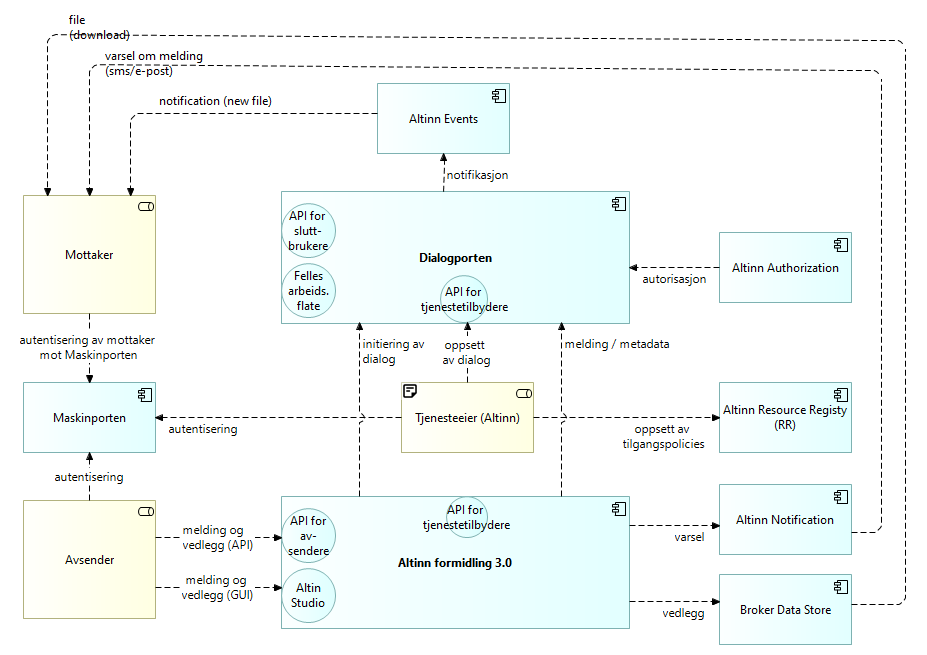 file
(download)
varsel om melding
(sms/e-post)
notification (new file)
Altinn Events
notifikasjon
Mottaker
API for
slutt-
brukere
Felles
arbeids.
flate
Dialogporten
API for
tjenestetilbydere
Altinn Authorization
autorisasjon
autentisering av mottaker
mot Maskinporten
initiering av
dialog
oppsett
av dialog
melding / metadata
Maskinporten
autentisering
Tjenesteeier (Altinn)
oppsett av
tilgangspolicies
Altinn Resource Registy
(RR)
autentisering
Avsender
melding og
vedlegg (API)
melding og
vedlegg (GUI)
API for
av-
sendere
Altin
Studio
API for
tjenestetilbydere
Altinn formidling 3.0
varsel
Altinn Notification
vedlegg
Broker Data Store